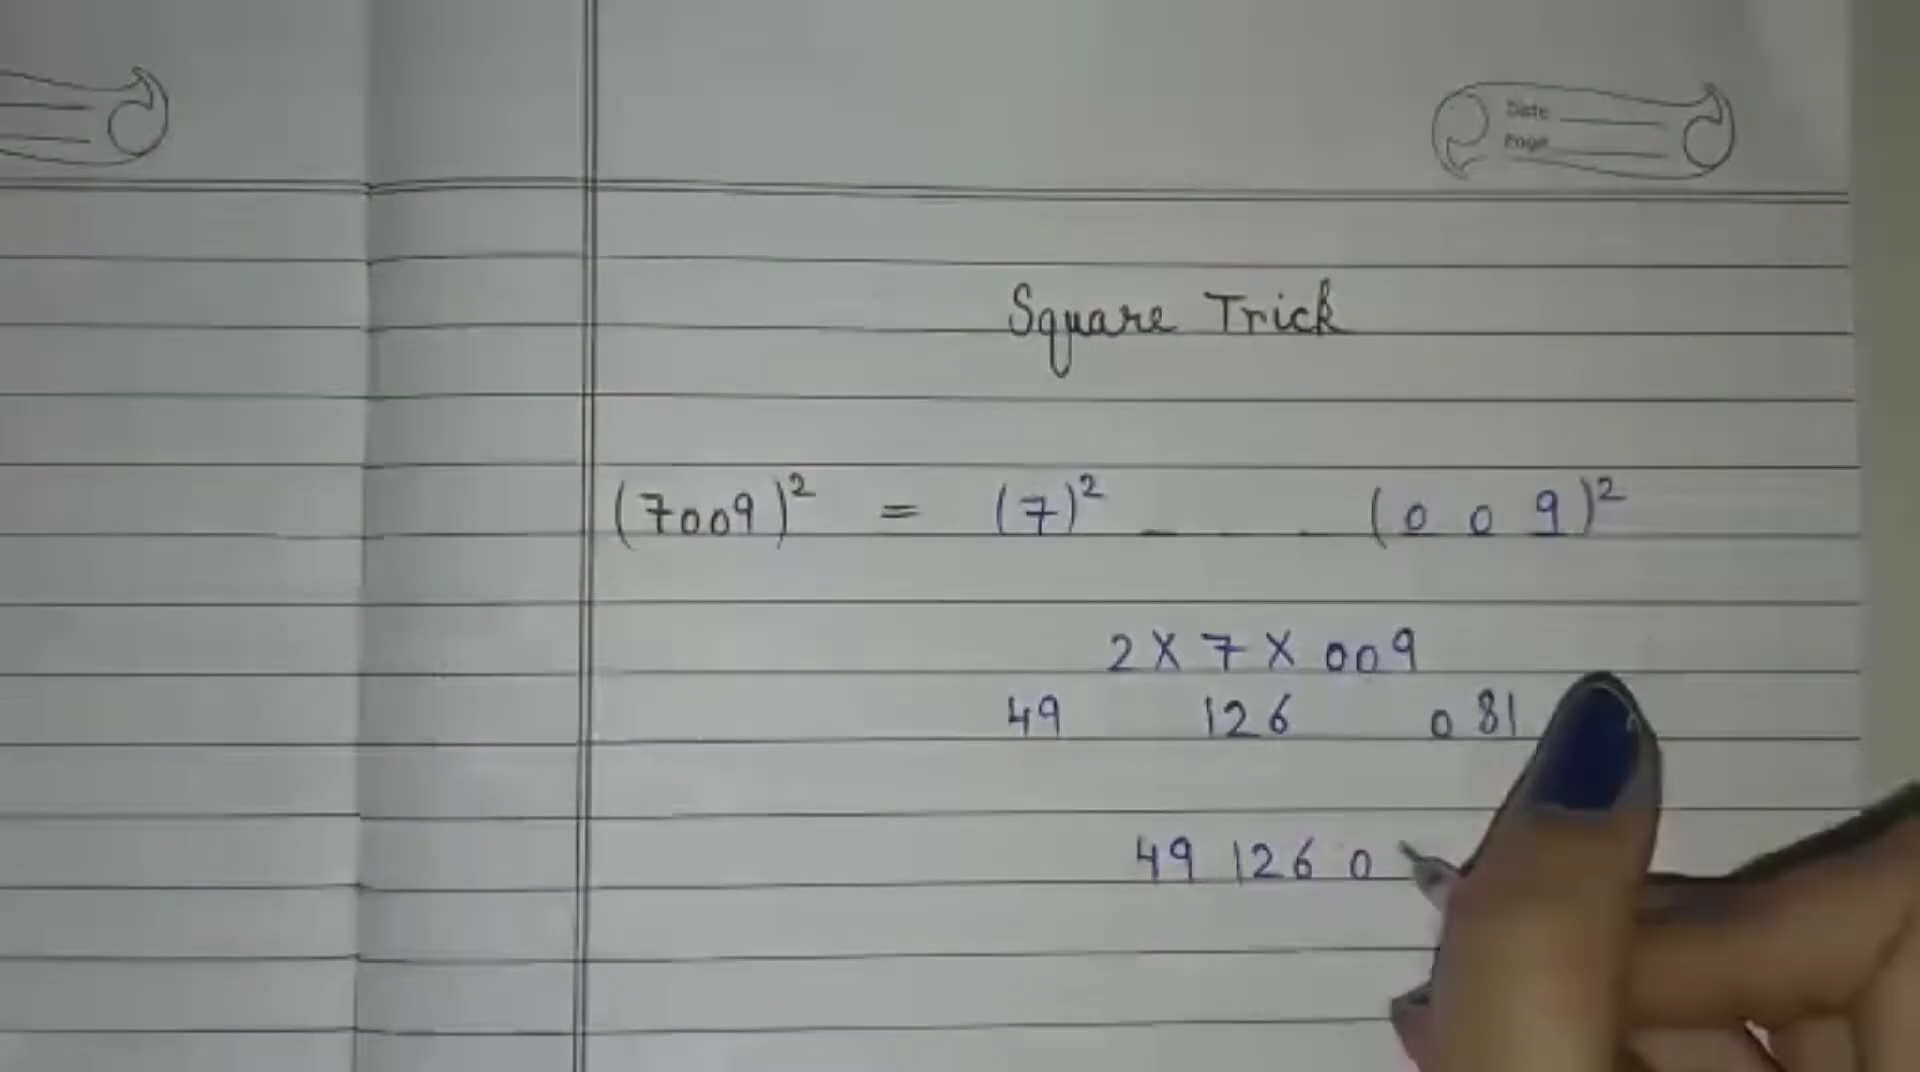 Date
Page
Square Trick
(7009)² = (7)² _ _ _ (0 0 9)²
2 X 7 X 009
49 126 081
49 126 0